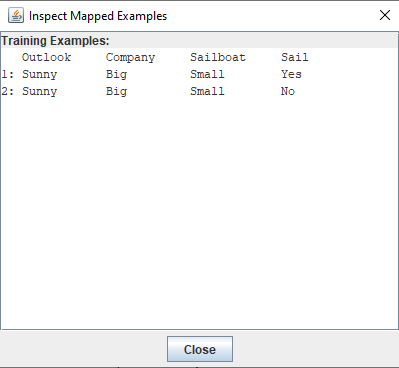 Inspect Mapped Examples
Training Examples:
Outlook Company Sailboat Sail
1: Sunny Big Small Yes
2: Sunny Big Small No
Close